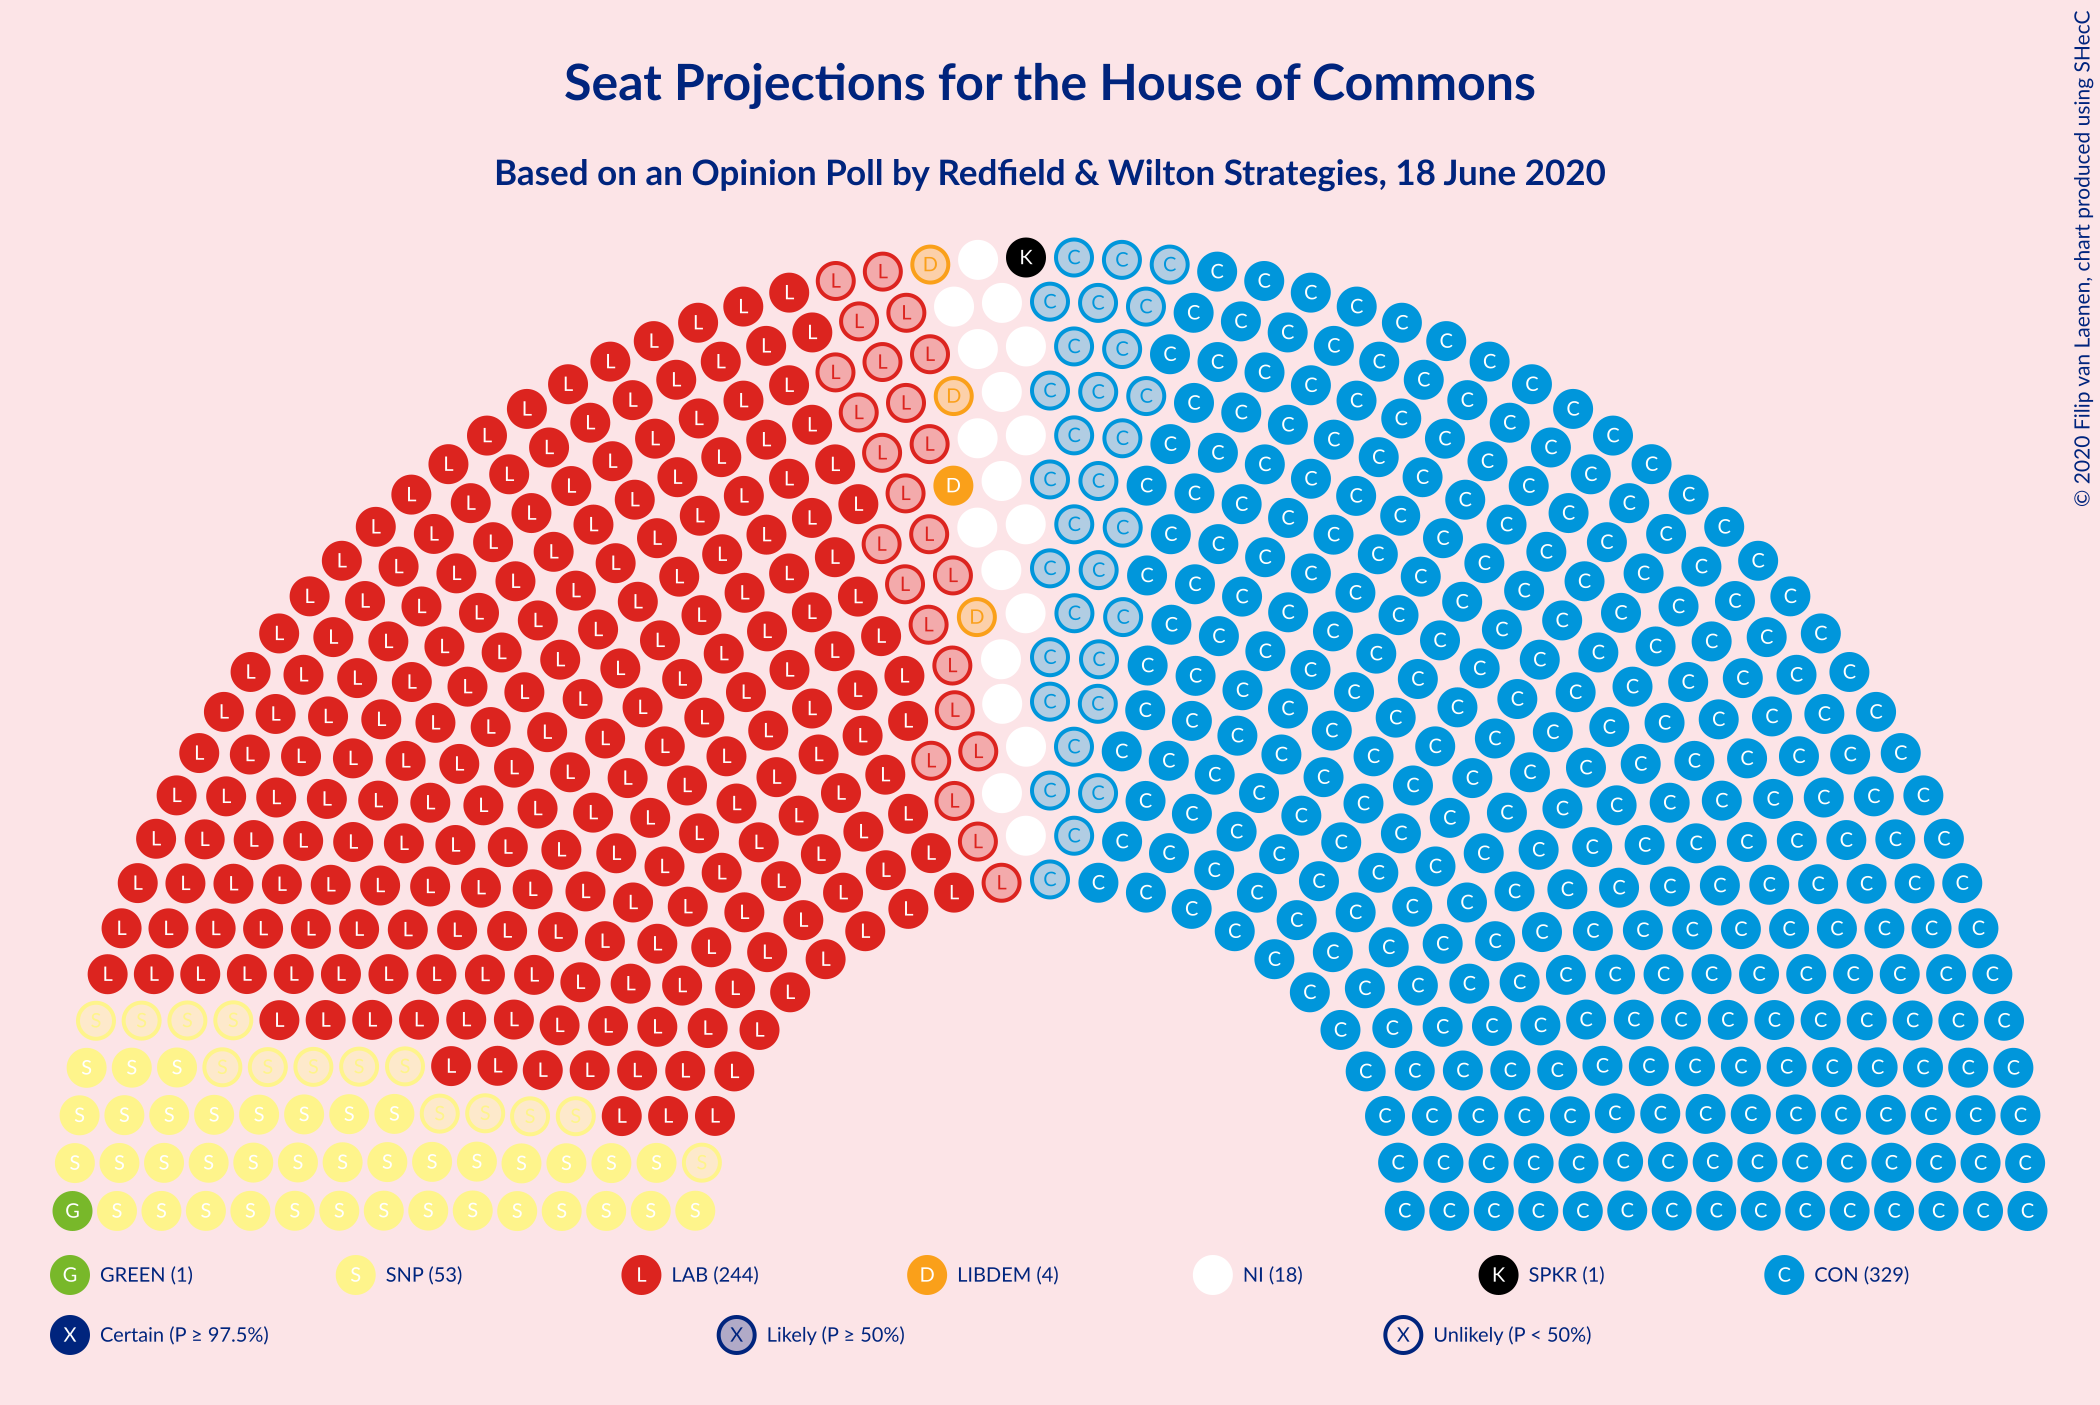 Seat Projections for the House of Commons
Based on an Opinion Poll by Redfield & Wilton Strategies, 18 June 2020
© 2020 Filip van Laenen, chart produced using SHecC
G GREEN (1) S SNP (53) L LAB (244) D LIBDEM (4) NI (18) K SPKR (1) C CON (329)
X Certain (P ≥ 97.5%) X Likely (P ≥ 50%) X Unlikely (P < 50%)